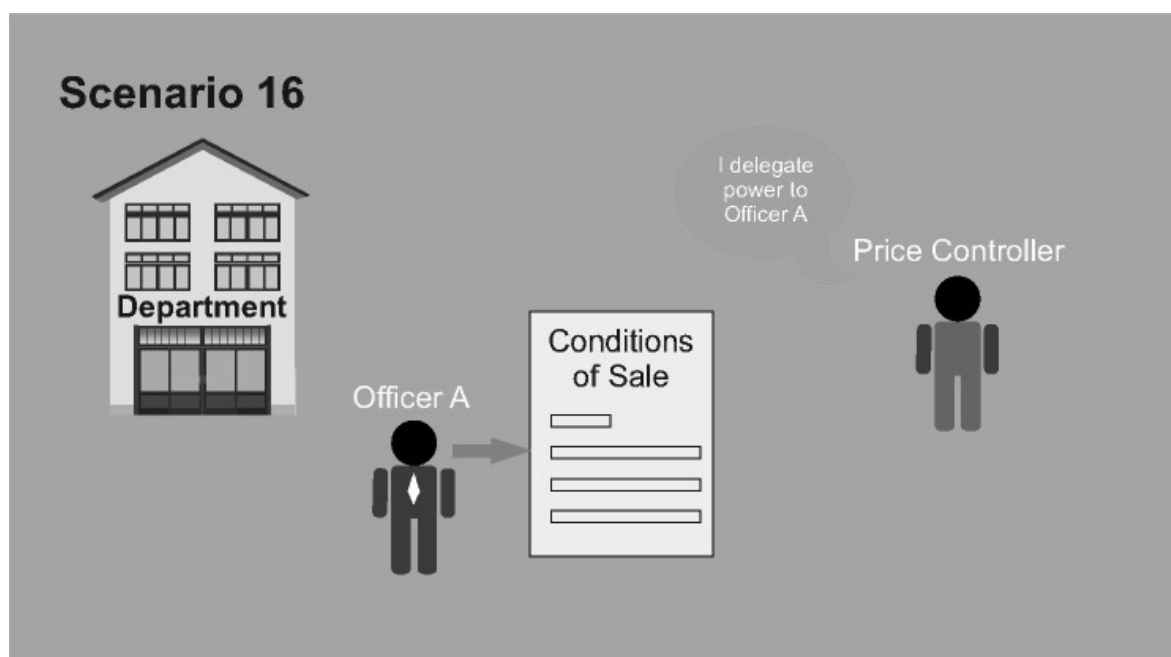 Scenario 16
I delegate
power to
Officer A
Price Controller
Department
Conditions
of Sale
Officer A